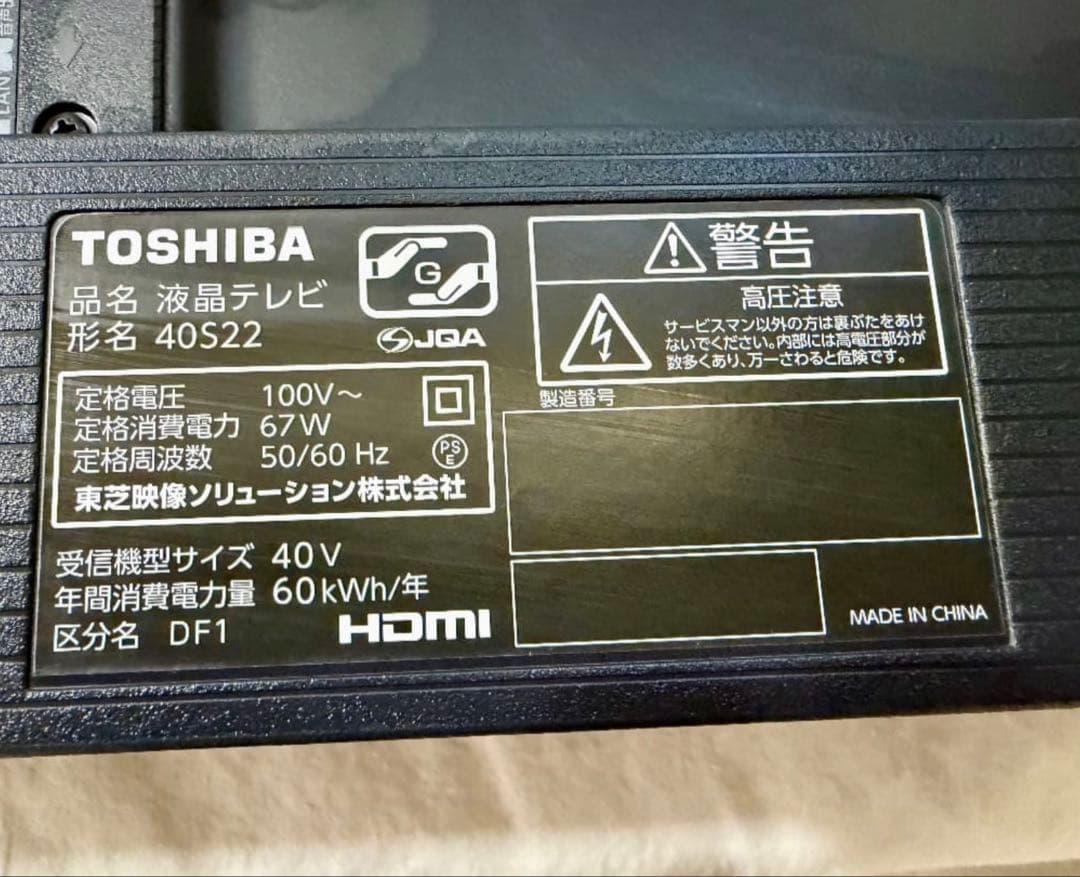 LAN
TOSHIBA
品名 液晶テレビ
形名 40S22
G
JQA
定格電圧 100V～
定格消費電力 67W
定格周波数 50/60 Hz
PS
E
東芝映像ソリューション株式会社
受信機型サイズ 40V
年間消費電力量 60kWh/年
区分名 DF1
HDMI
警告
高圧注意
サービスマン以外の方は裏ぶたをあけ
ないでください。内部には高電圧部分が
数多くあり、万一さわると危険です。
製造番号
MADE IN CHINA